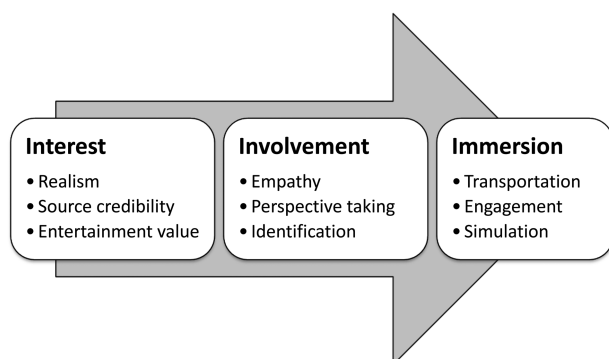 Interest
• Realism
• Source credibility
• Entertainment value
Involvement
• Empathy
• Perspective taking
• Identification
Immersion
• Transportation
• Engagement
• Simulation